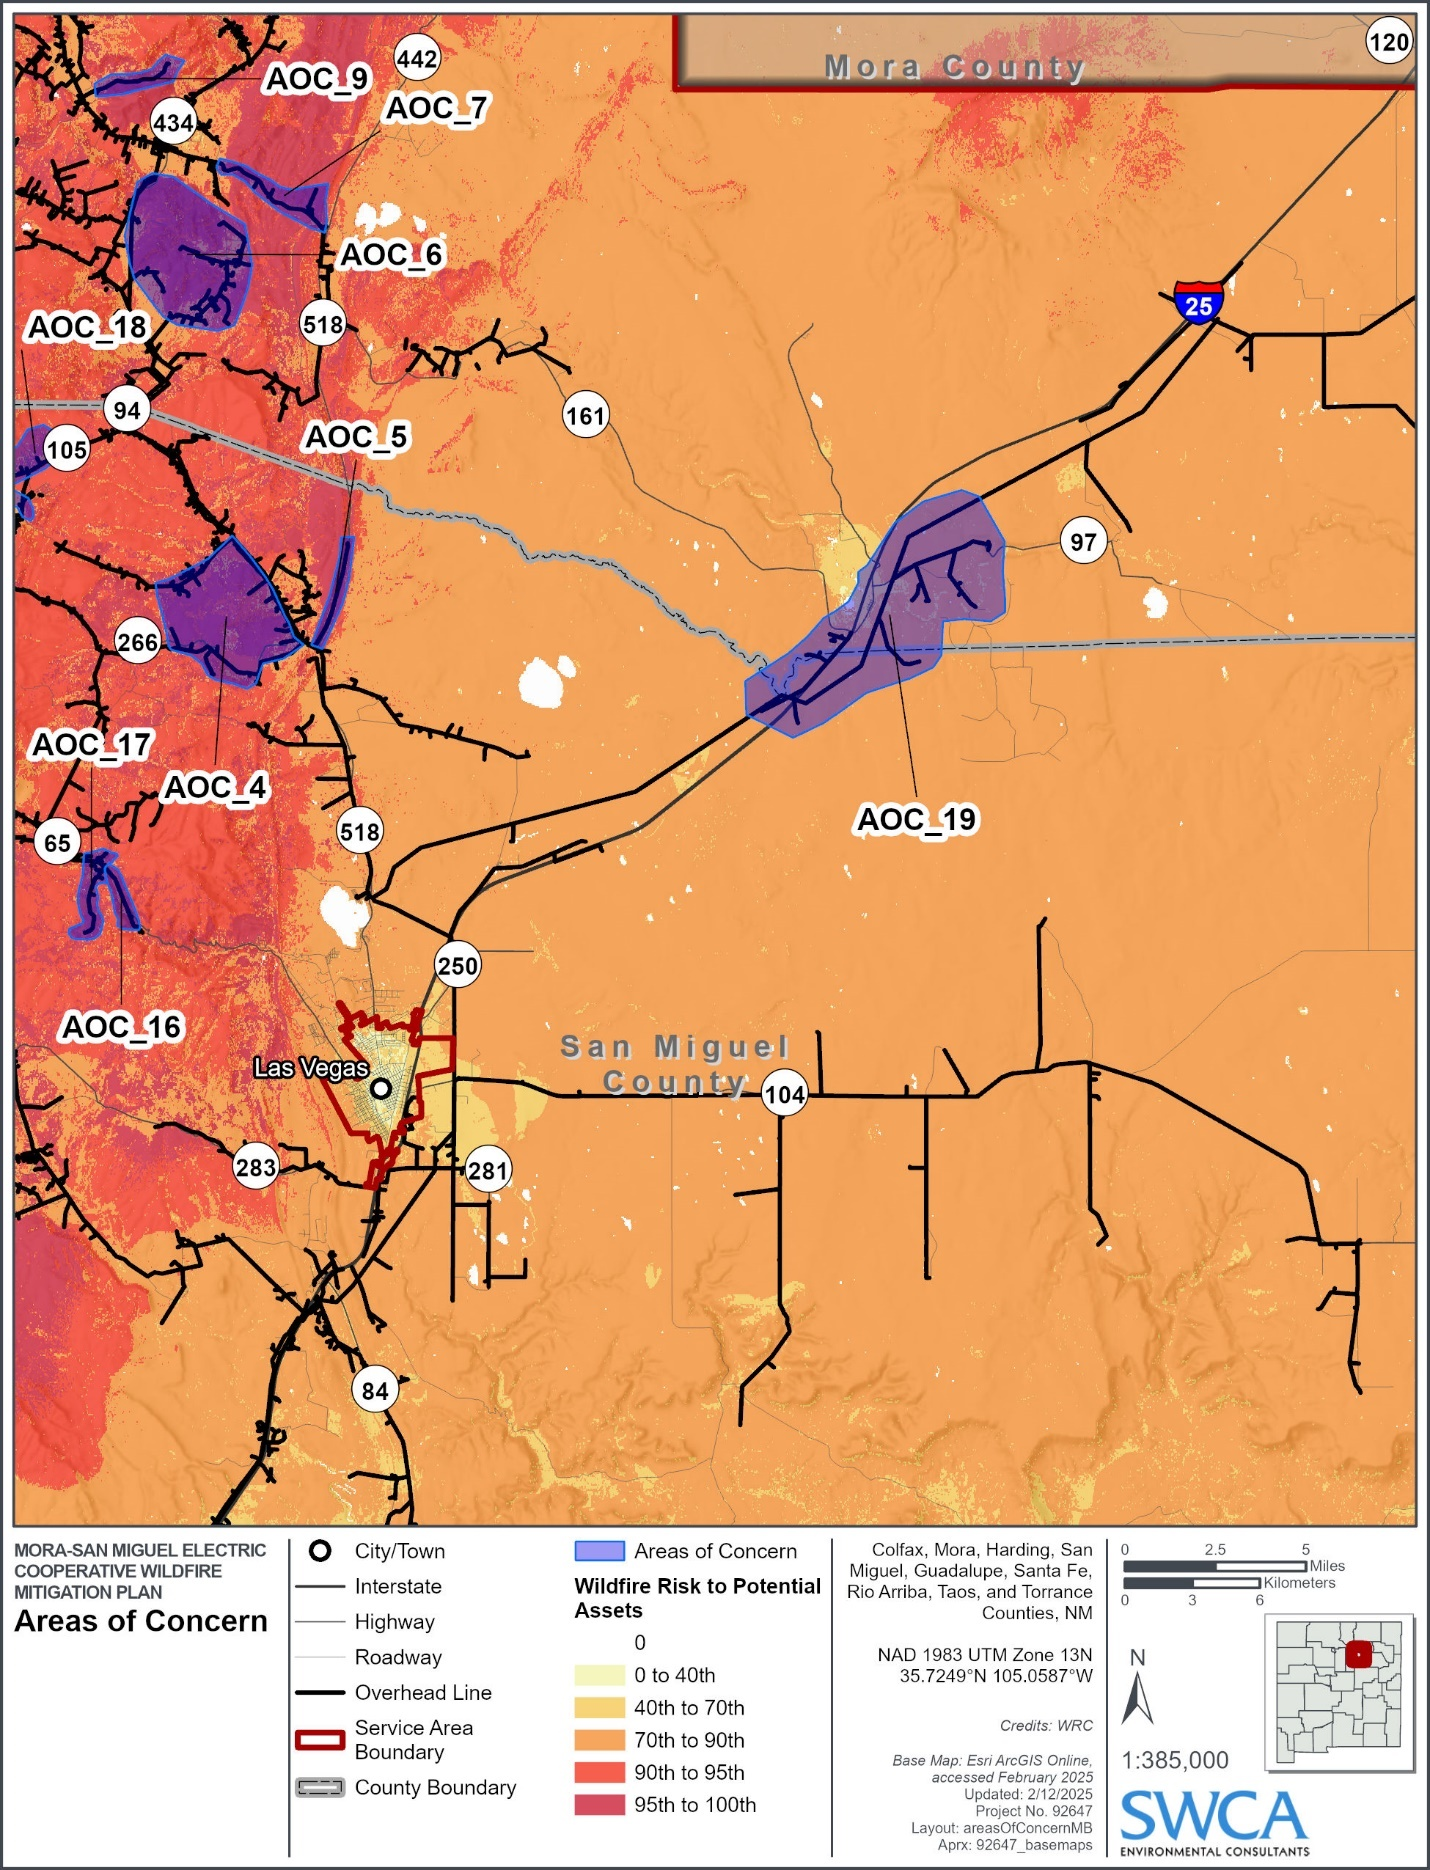 Mora County
120
442
AOC_9
AOC_7
434
AOC_6
AOC_18
518
25
94
161
105
AOC_5
97
266
AOC_17
AOC_4
AOC_19
518
65
250
AOC_16
San Miguel
County
Las Vegas
104
283
281
84
MORA-SAN MIGUEL ELECTRIC
COOPERATIVE WILDFIRE
MITIGATION PLAN
Areas of Concern
City/Town
Interstate
Highway
Roadway
Overhead Line
Service Area
Boundary
County Boundary
Areas of Concern
Wildfire Risk to Potential
Assets
0
0 to 40th
40th to 70th
70th to 90th
90th to 95th
95th to 100th
Colfax, Mora, Harding, San
Miguel, Guadalupe, Santa Fe,
Rio Arriba, Taos, and Torrance
Counties, NM
NAD 1983 UTM Zone 13N
35.7249°N 105.0587°W
Credits: WRC
Base Map: Esri ArcGIS Online,
accessed February 2025
Updated: 2/12/2025
Project No. 92647
Layout: areasOfConcernMB
Aprx: 92647_basemaps
0 2.5 5
Miles
Kilometers
0 3 6
N
1:385,000
SWCA
ENVIRONMENTAL CONSULTANTS